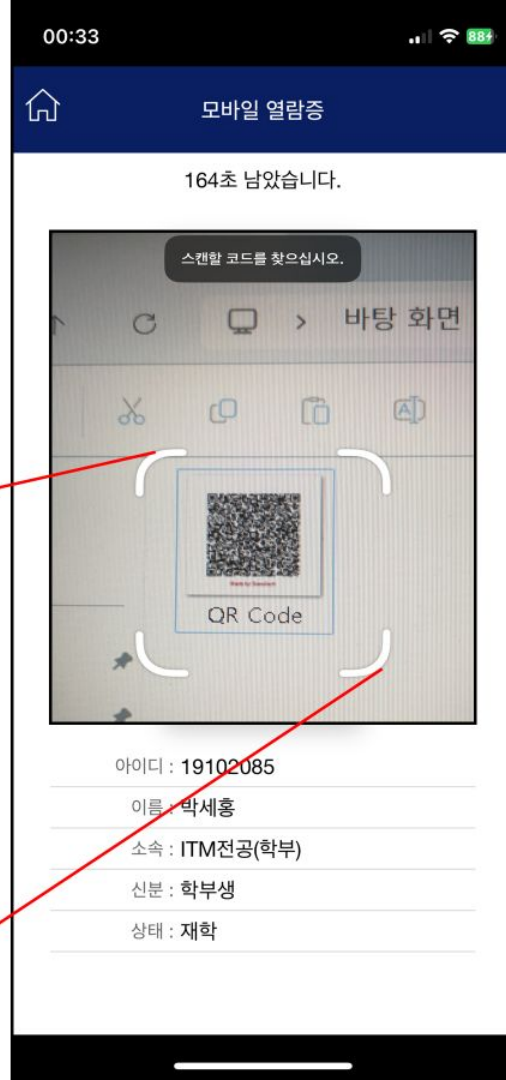 00:33
88
모바일 열람증
164초 남았습니다.
스캔할 코드를 찾으십시오.
바탕 화면
A
QR Code
아이디 : 19102085
이름 : 박세홍
소속 : ITM전공(학부)
신분 : 학부생
상태 : 재학